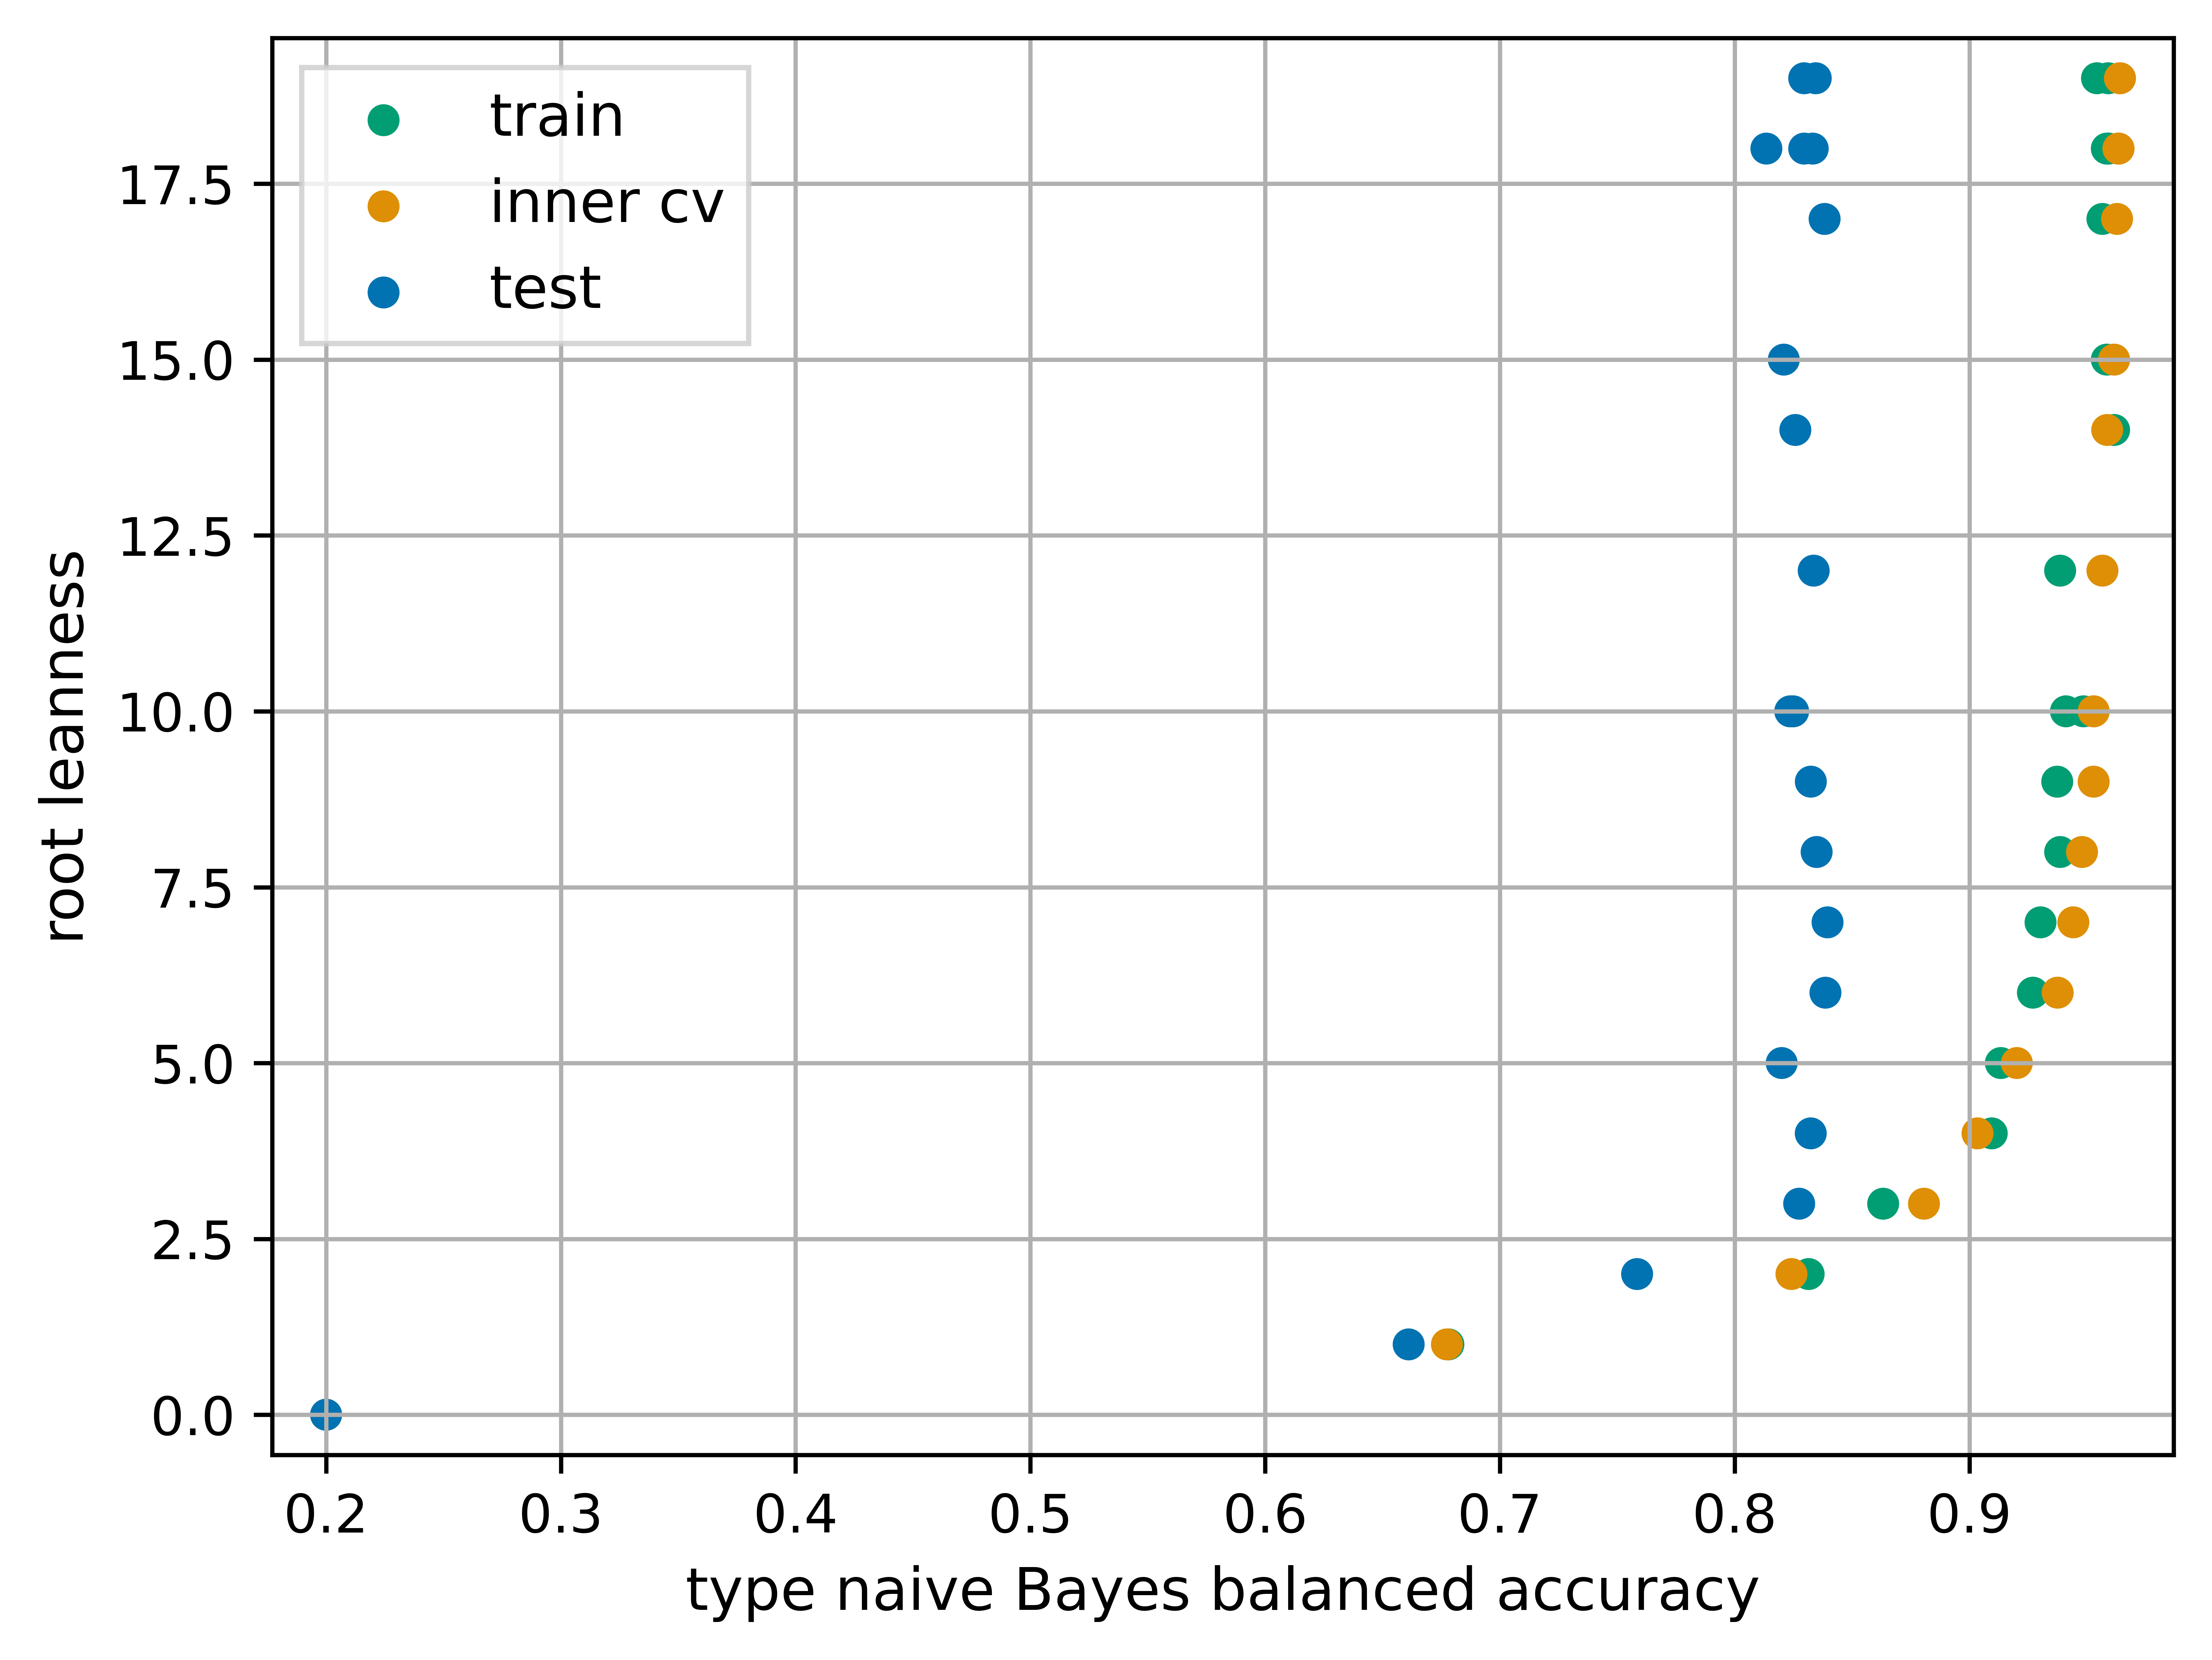 train
inner cv
test
17.5
15.0
12.5
10.0
7.5
5.0
2.5
0.0
root leanness
0.2 0.3 0.4 0.5 0.6 0.7 0.8 0.9
type naive Bayes balanced accuracy